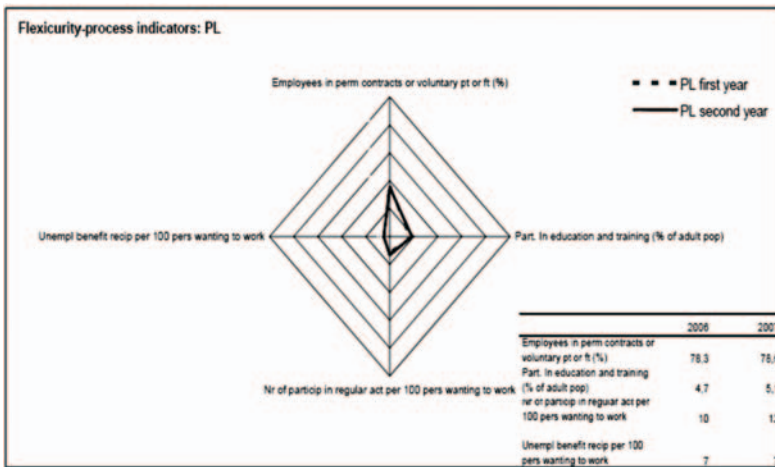 Flexicurity-process indicators: PL
Employees in perm contracts or voluntary pt or ft (%)
PL first year
PL second year
Unempl benefit recip per 100 pers wanting to work
Part. In education and training (% of adult pop)
Nr of particip in regular act per 100 pers wanting to work
2006
Employees in perm contracts or
voluntary pt or ft (%) 78,3
Part. In education and training
(% of adult pop) 4,7
Nr of particip in regular act per
100 pers wanting to work 10
Unempl benefit recip per 100
pers wanting to work 7